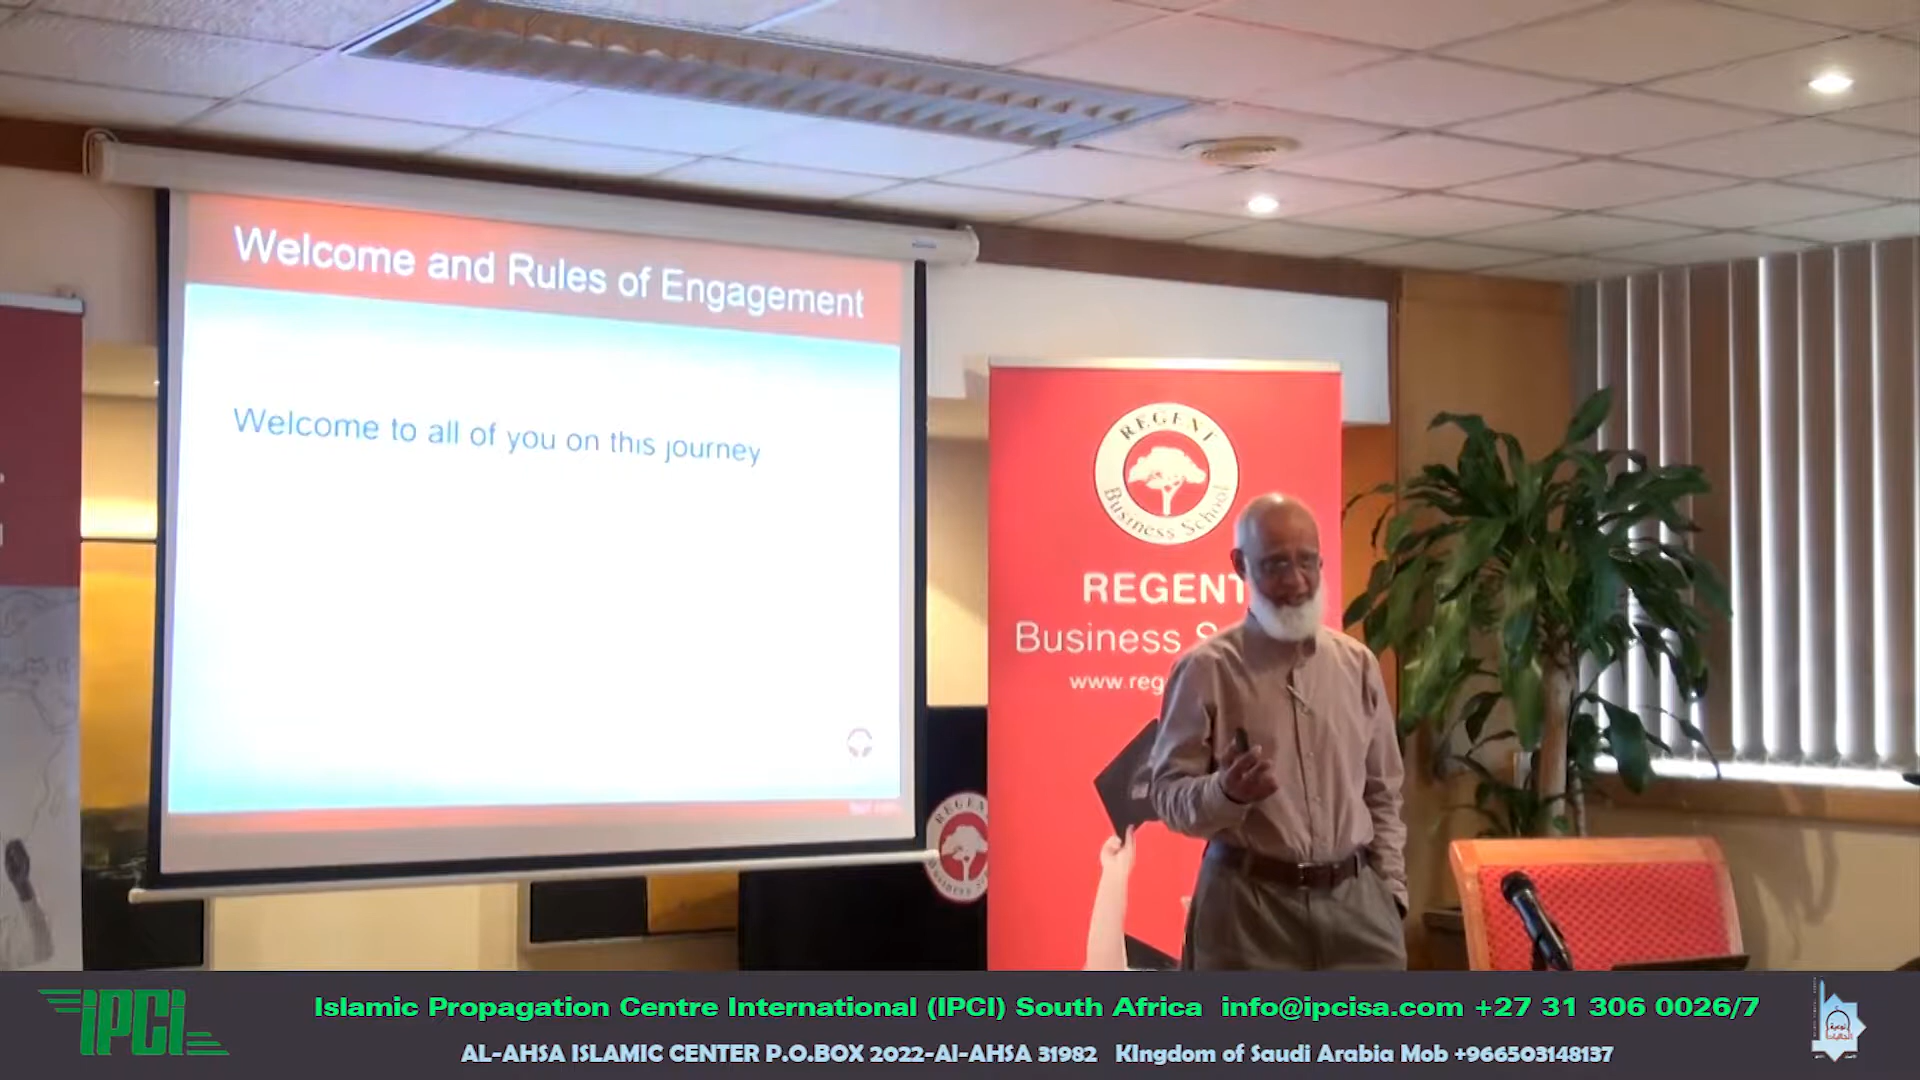 Welcome and Rules of Engagement
Welcome to all of you on this journey
REGENT
Business School
REGENT
Business S
www.reg
REGENT
Business
iPCi
Islamic Propagation Centre International (IPCI) South Africa info@ipcisa.com +27 31 306 0026/7
AL-AHSA ISLAMIC CENTER P.O.BOX 2022-Al-AHSA 31982 KIngdom of Saudi Arabia Mob +966503148137